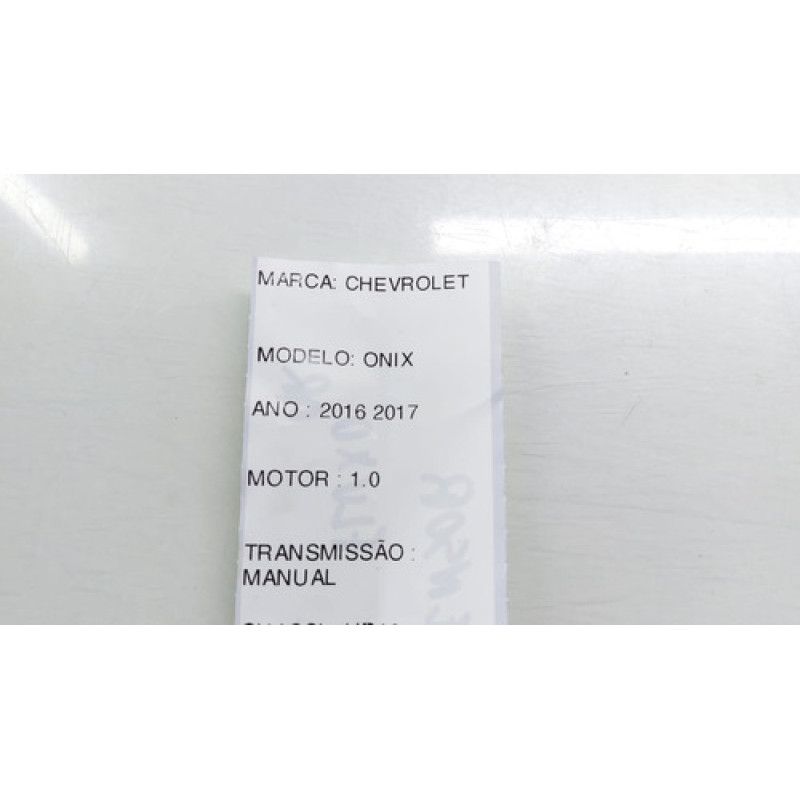 MARCA: CHEVROLET
MODELO: ONIX
ANO : 2016 2017
MOTOR : 1.0
TRANSMISSÃO :
MANUAL